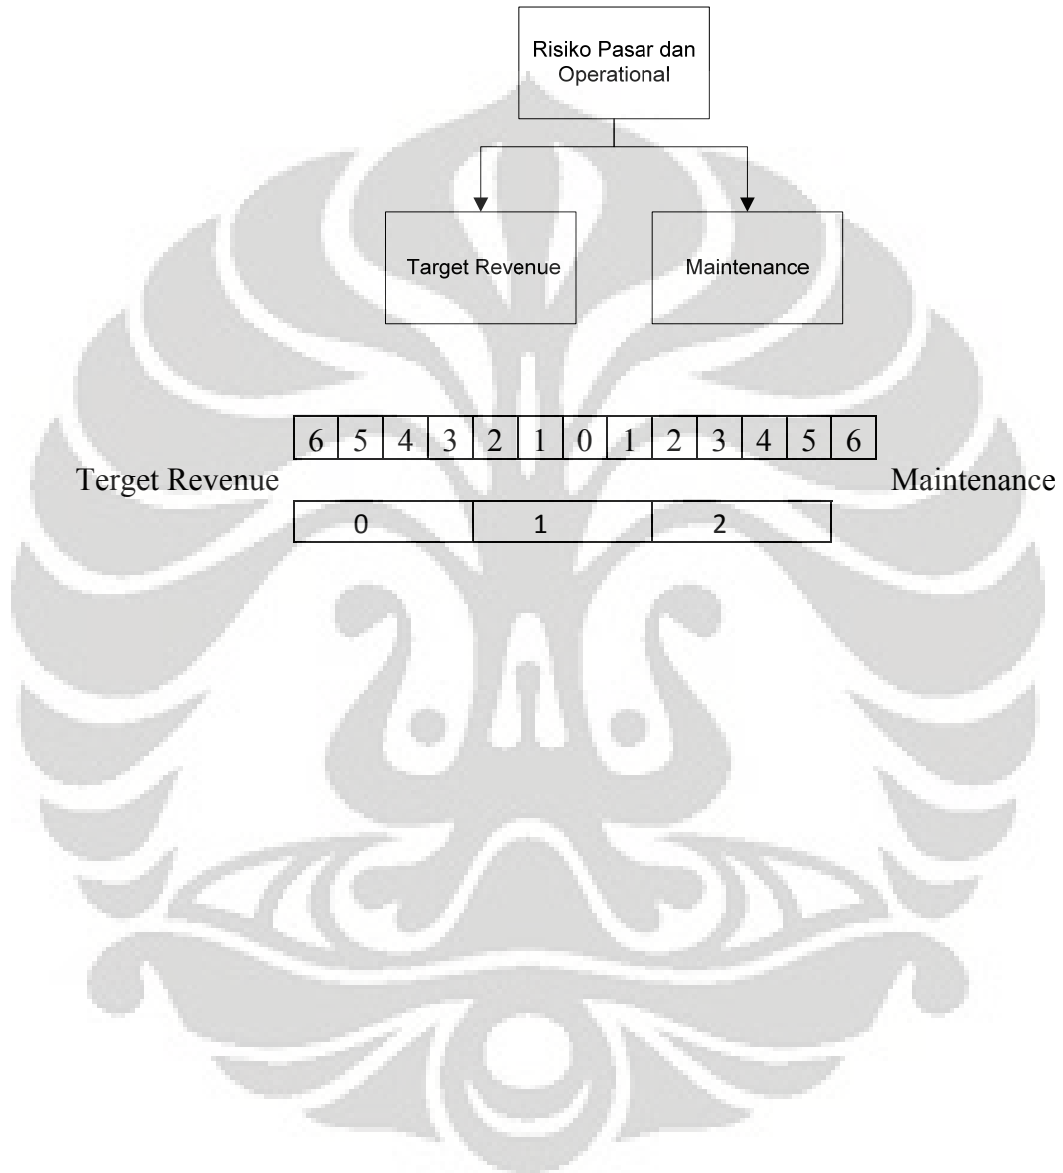 Risiko Pasar dan
Operational
Target Revenue
Maintenance
6 5 4 3 2 1 0 1 2 3 4 5 6
Terget Revenue
Maintenance
0 1 2